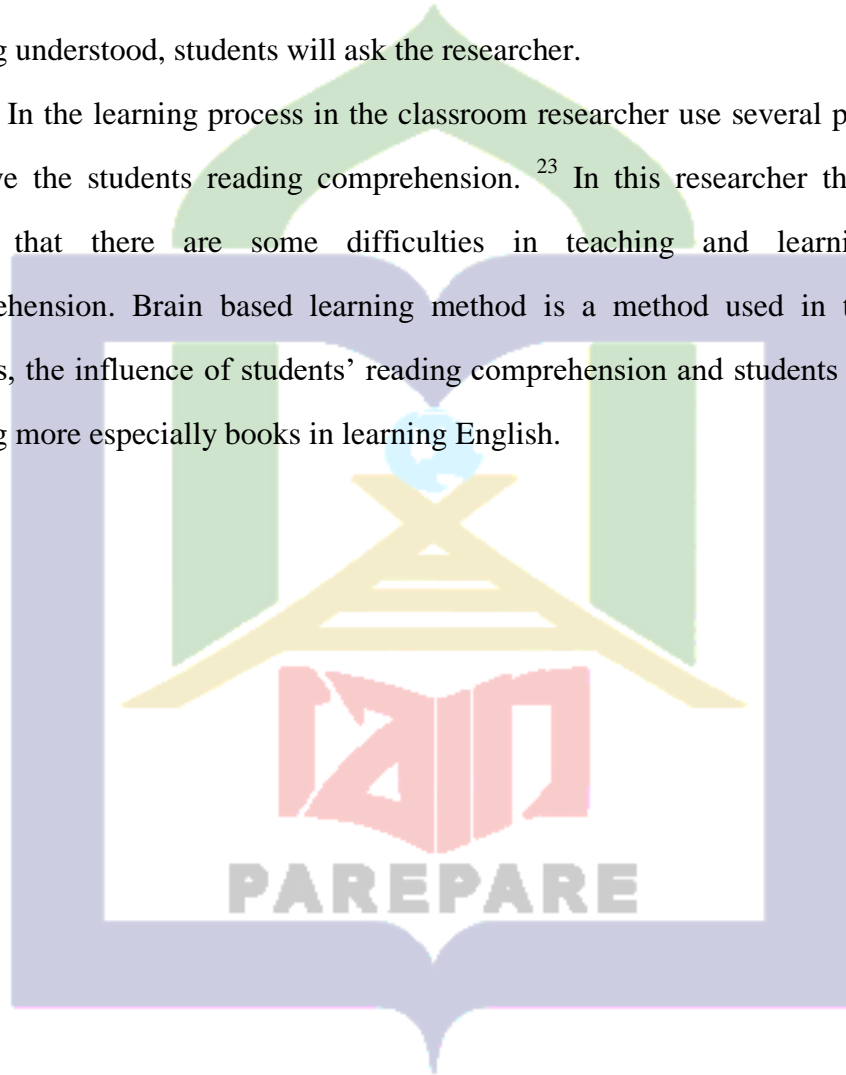 g understood, students will ask the researcher.
In the learning process in the classroom researcher use several p
ve the students reading comprehension. 23 In this researcher th
that there are some difficulties in teaching and learni
ehension. Brain based learning method is a method used in t
s, the influence of students’ reading comprehension and students
g more especially books in learning English.
iain
PAREPARE